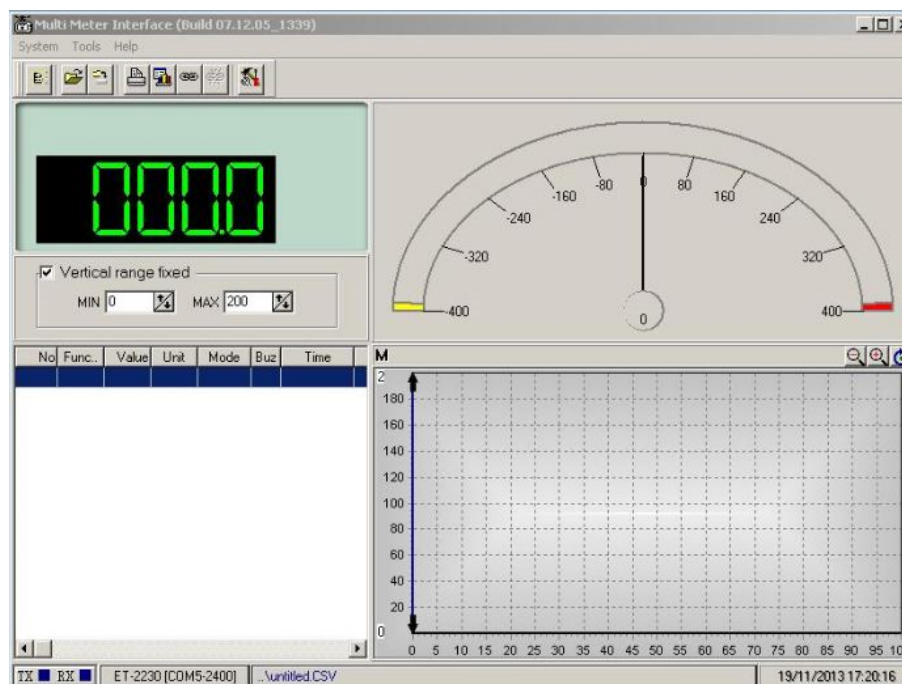 Multi Meter Interface (Build 07.12.05_1339)
System Tools Help
E:
000.0
Vertical range fixed
MIN 0 MAX 200
-400 -320 -240 -160 -80 0 80 160 240 320 400
0
No Func.. Value Unit Mode Buz Time
M
2
180
160
140
120
100
80
60
40
20
0
0 5 10 15 20 25 30 35 40 45 50 55 60 65 70 75 80 85 90 95 10
TX RX ET-2230 [COM5-2400] ..\untitled.CSV 19/11/2013 17:20:16